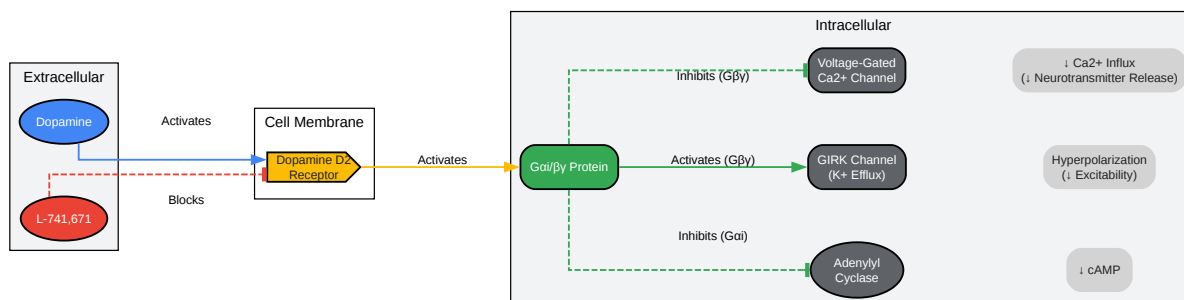 Intracellular
Extracellular
Dopamine
L-741,671
Activates
Blocks
Cell Membrane
Dopamine D2
Receptor
Activates
Gαi/βγ Protein
Inhibits (Gβγ)
Activates (Gβγ)
Inhibits (Gαi)
Voltage-Gated
Ca2+ Channel
↓ Ca2+ Influx
(↓ Neurotransmitter Release)
GIRK Channel
(K+ Efflux)
Hyperpolarization
(↓ Excitability)
Adenylyl
Cyclase
↓ cAMP